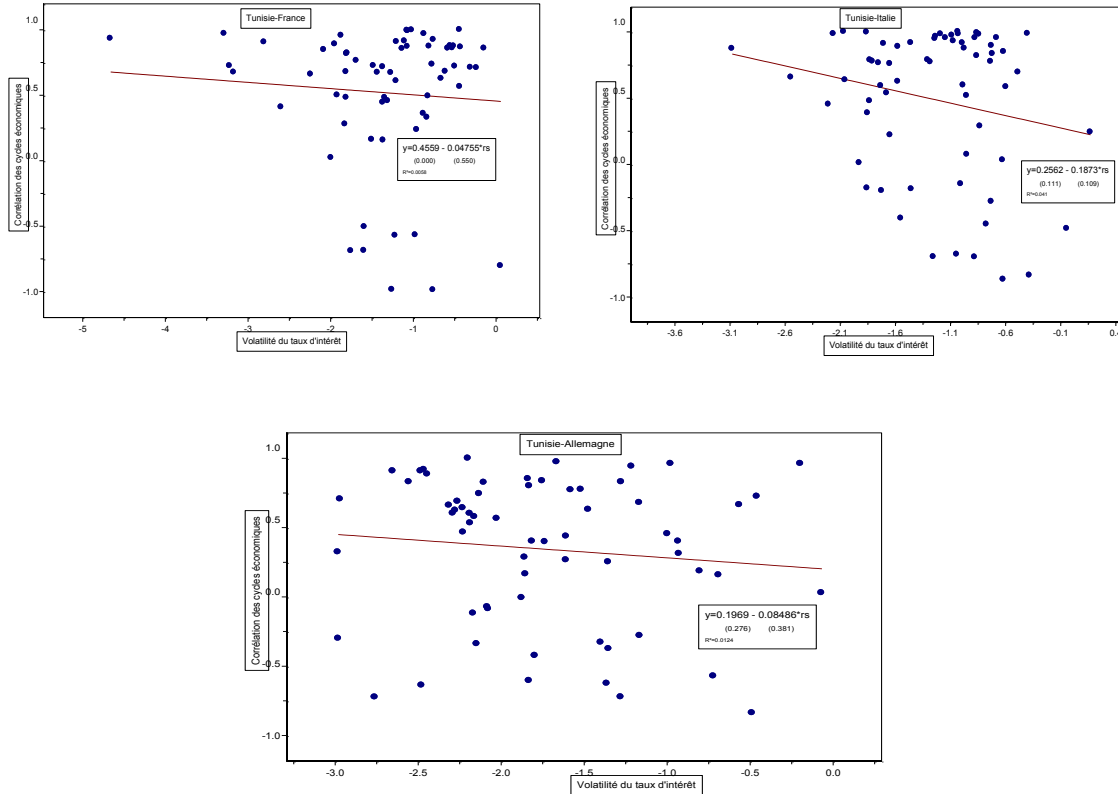 Tunisie-France
Corrélation des cycles économiques
1.0
0.5
0.0
-0.5
-1.0
y=0.4559 - 0.04755*rs
(0.000) (0.550)
R²=0.0058
-5 -4 -3 -2 -1 0
Volatilité du taux d'intérêt
Tunisie-Italie
Corrélation des cycles économiques
1.0
0.5
0.0
-0.5
-1.0
y=0.2562 - 0.1873*rs
(0.111) (0.109)
R²=0.041
-3.6 -3.1 -2.6 -2.1 -1.6 -1.1 -0.6 -0.1 0.4
Volatilité du taux d'intérêt
Tunisie-Allemagne
Corrélation des cycles économiques
1.0
0.5
0.0
-0.5
-1.0
y=0.1969 - 0.08486*rs
(0.276) (0.381)
R²=0.0124
-3.0 -2.5 -2.0 -1.5 -1.0 -0.5 0.0
Volatilité du taux d'intérêt